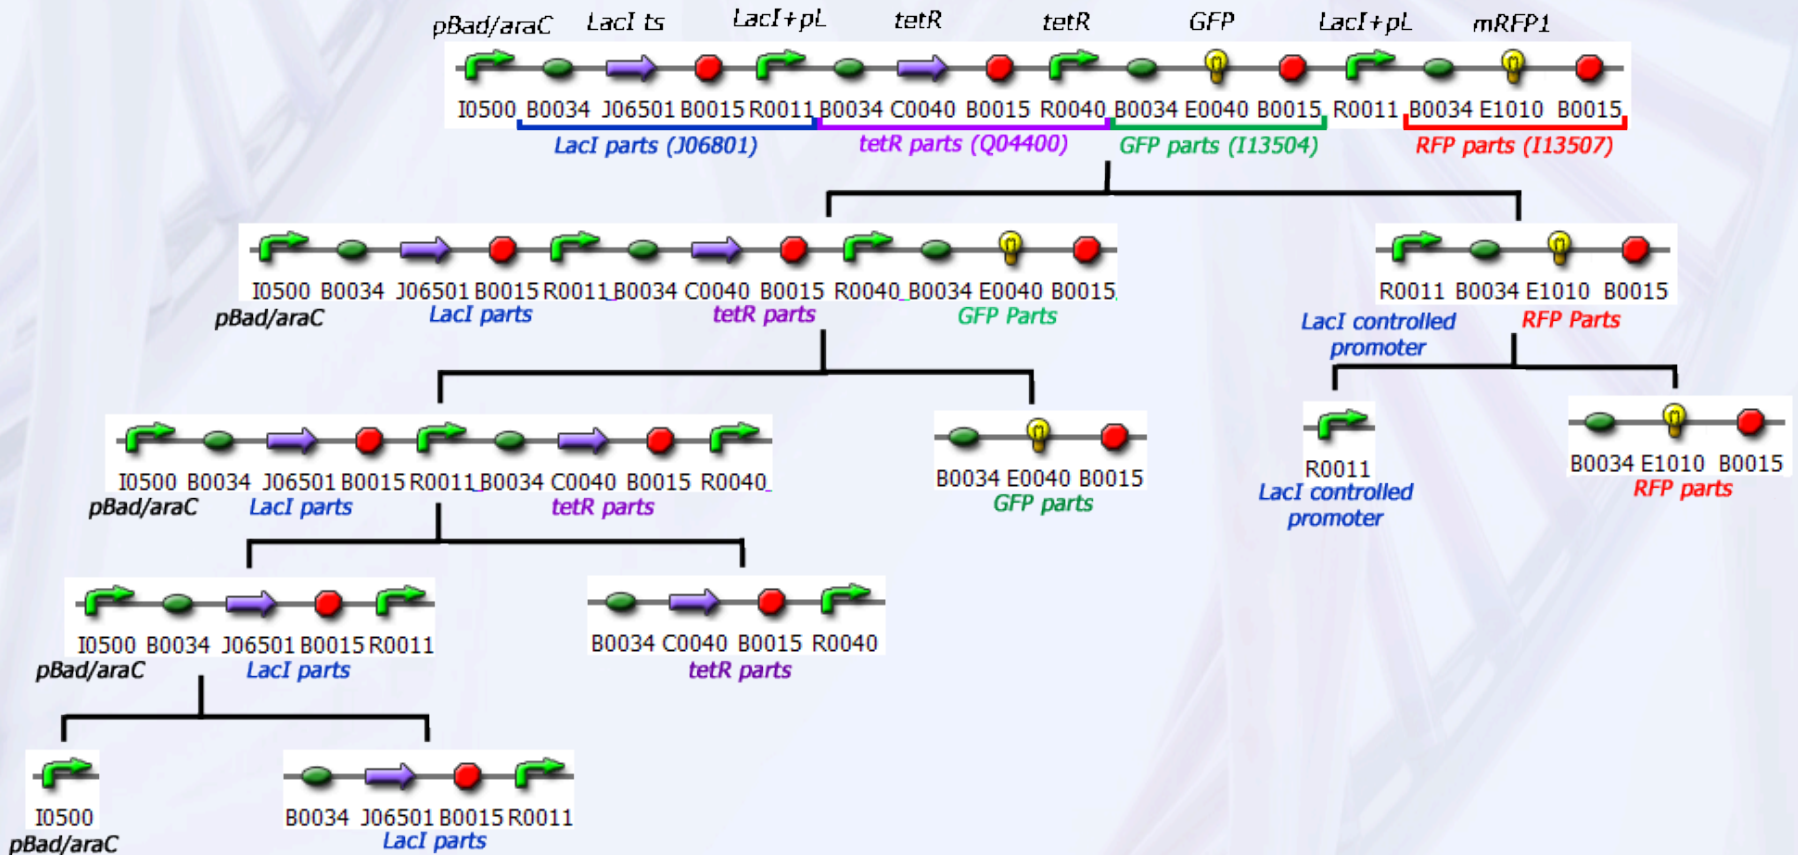 pBad/araC LacI ts LacI+pL tetR tetR GFP LacI+pL mRFP1
I0500 B0034 J06501 B0015 R0011 B0034 C0040 B0015 R0040 B0034 E0040 B0015 R0011 B0034 E1010 B0015
LacI parts (J06801) tetR parts (Q04400) GFP parts (I13504) RFP parts (I13507)
I0500 B0034 J06501 B0015 R0011 B0034 C0040 B0015 R0040 B0034 E0040 B0015
pBad/araC LacI parts tetR parts GFP Parts
R0011 B0034 E1010 B0015
LacI controlled
promoter
RFP Parts
I0500 B0034 J06501 B0015 R0011 B0034 C0040 B0015 R0040
pBad/araC LacI parts tetR parts
B0034 E0040 B0015
GFP parts
R0011
LacI controlled
promoter
B0034 E1010 B0015
RFP parts
I0500 B0034 J06501 B0015 R0011
pBad/araC LacI parts
B0034 C0040 B0015 R0040
tetR parts
I0500
pBad/araC
B0034 J06501 B0015 R0011
LacI parts